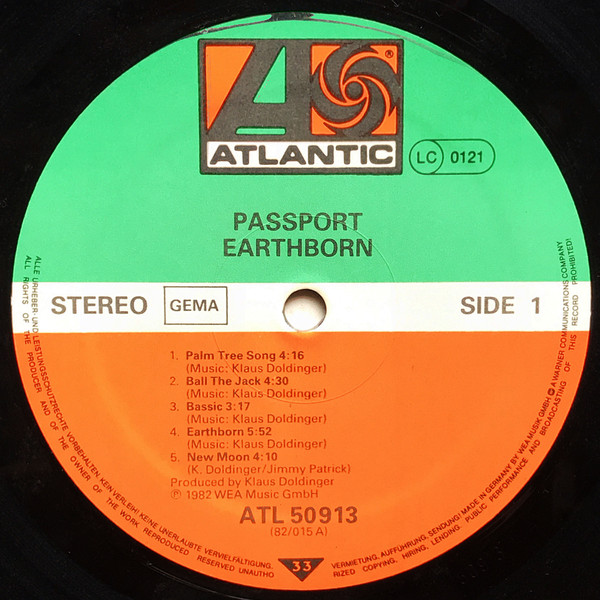 ATLANTIC
®
LC 0121
PASSPORT
EARTHBORN
STEREO
GEMA
SIDE 1
1. Palm Tree Song 4:16
(Music: Klaus Doldinger)
2. Ball The Jack 4:30
(Music: Klaus Doldinger)
3. Bassic 3:17
(Music: Klaus Doldinger)
4. Earthborn 5:52
(Music: Klaus Doldinger)
5. New Moon 4:10
(K. Doldinger/Jimmy Patrick)
Produced by Klaus Doldinger
℗ 1982 WEA Music GmbH
ATL 50913
(82/015 A)
33
ALLE URHEBER- UND LEISTUNGSSCHUTZRECHTE VORBEHALTEN. KEIN VERLEIH! KEINE UNERLAUBTE VERVIELFÄLTIGUNG, VERMIETUNG, AUFFÜHRUNG, SENDUNG! MADE IN GERMANY BY WEA MUSIK GMBH A WARNER COMMUNICATIONS COMPANY
ALL RIGHTS OF THE PRODUCER AND OF THE OWNER OF THE WORK REPRODUCED RESERVED UNAUTHO RIZED COPYING, HIRING, LENDING, PUBLIC PERFORMANCE AND BROADCASTING OF THIS RECORD PROHIBITED!